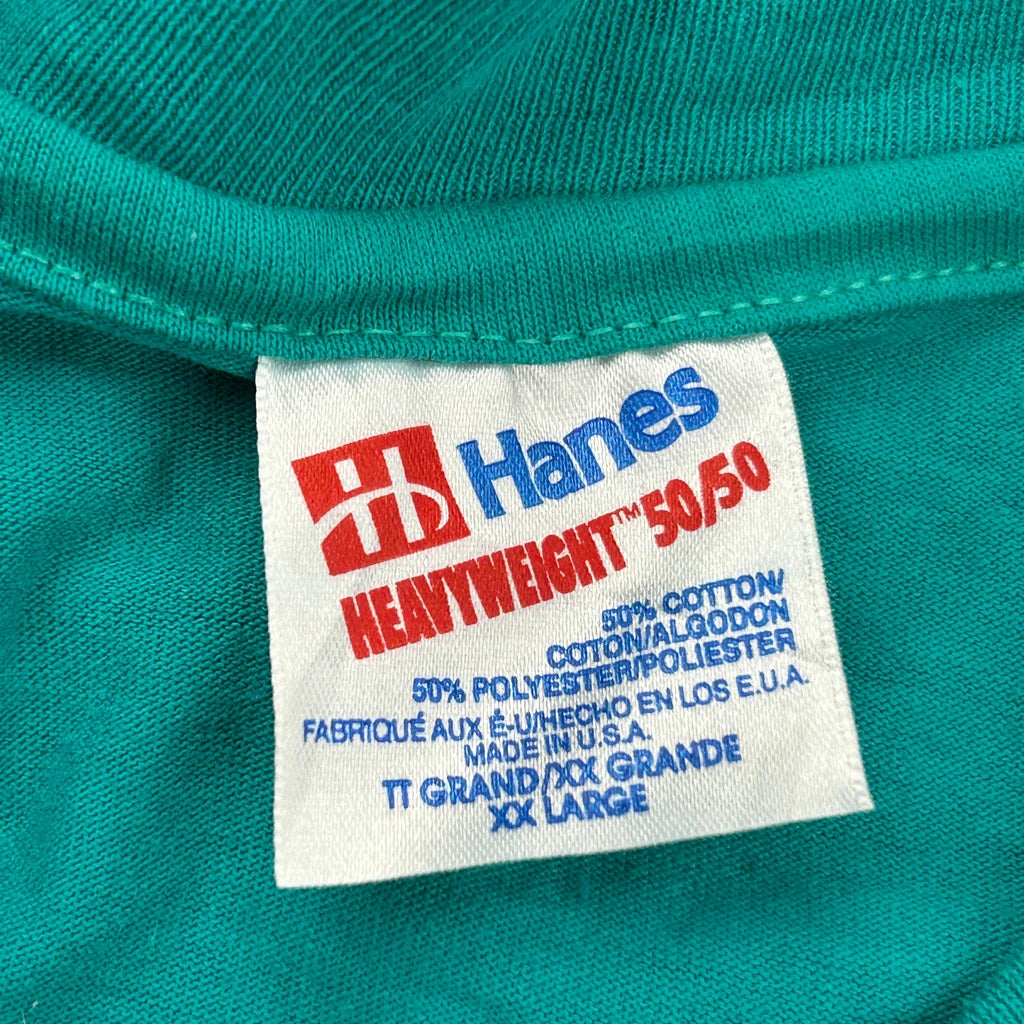 H Hanes
HEAVYWEIGHT™ 50/50
50% COTTON/
COTON/ALGODON
50% POLYESTER/POLIESTER
FABRIQUÉ AUX É-U/HECHO EN LOS E.U.A.
MADE IN U.S.A.
TT GRAND/XX GRANDE
XX LARGE